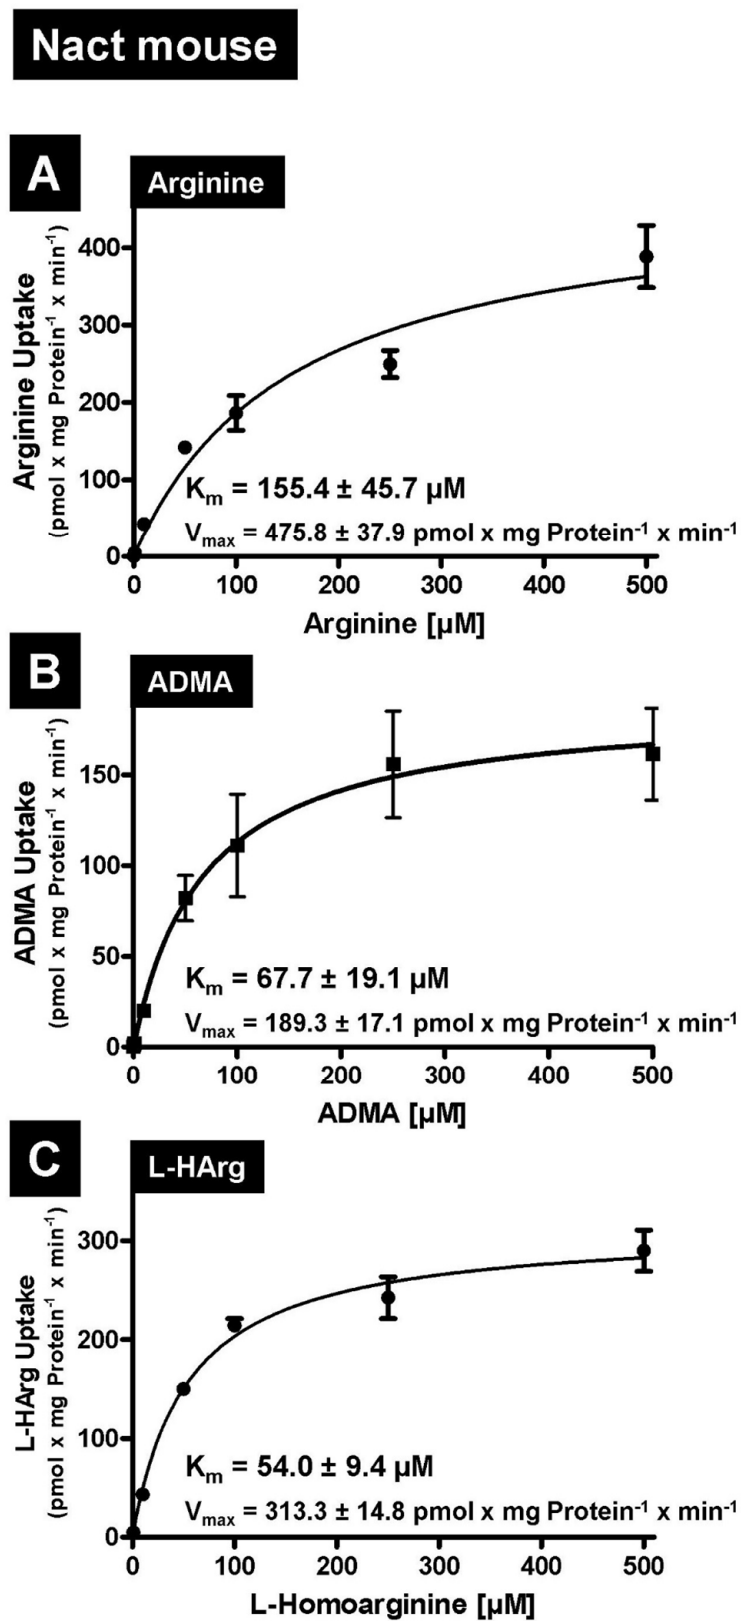 Nact mouse
A
Arginine
Arginine Uptake
(pmol x mg Protein⁻¹ x min⁻¹)
400
300
200
100
0
Kₘ = 155.4 ± 45.7 µM
Vₘₐₓ = 475.8 ± 37.9 pmol x mg Protein⁻¹ x min⁻¹
0 100 200 300 400 500
Arginine [µM]
B
ADMA
ADMA Uptake
(pmol x mg Protein⁻¹ x min⁻¹)
150
100
50
0
Kₘ = 67.7 ± 19.1 µM
Vₘₐₓ = 189.3 ± 17.1 pmol x mg Protein⁻¹ x min⁻¹
0 100 200 300 400 500
ADMA [µM]
C
L-HArg
L-HArg Uptake
(pmol x mg Protein⁻¹ x min⁻¹)
300
200
100
0
Kₘ = 54.0 ± 9.4 µM
Vₘₐₓ = 313.3 ± 14.8 pmol x mg Protein⁻¹ x min⁻¹
0 100 200 300 400 500
L-Homoarginine [µM]